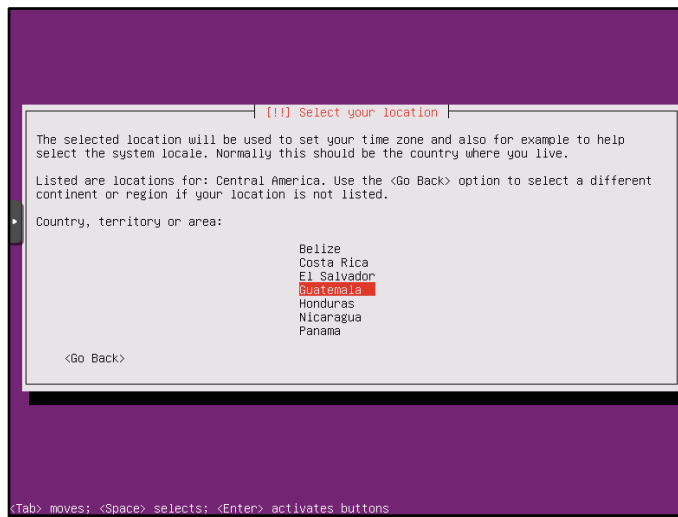 [!!] Select your location
The selected location will be used to set your time zone and also for example to help
select the system locale. Normally this should be the country where you live.
Listed are locations for: Central America. Use the <Go Back> option to select a different
continent or region if your location is not listed.
Country, territory or area:
Belize
Costa Rica
El Salvador
Guatemala
Honduras
Nicaragua
Panama
<Go Back>
<Tab> moves; <Space> selects; <Enter> activates buttons